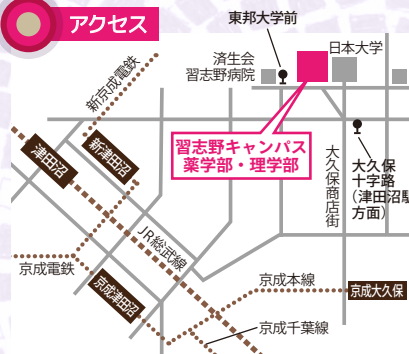 アクセス
東邦大学前
済生会
習志野病院
日本大学
新京成電鉄
習志野キャンパス
薬学部・理学部
津田沼
新津田沼
大久保商店街
大久保
十字路
（津田沼駅
方面）
JR総武線
京成電鉄
京成津田沼
京成本線
京成大久保
京成千葉線